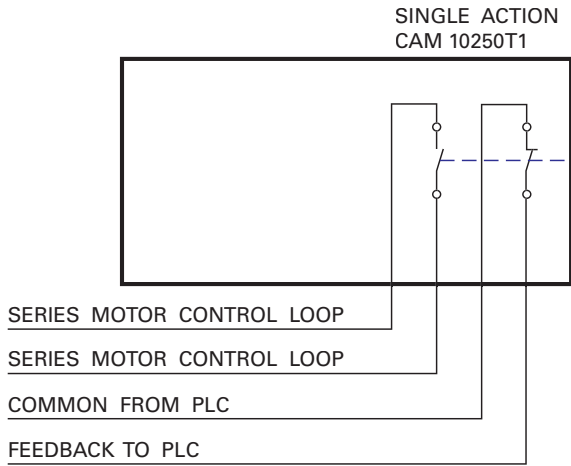 SINGLE ACTION
CAM 10250T1
SERIES MOTOR CONTROL LOOP
SERIES MOTOR CONTROL LOOP
COMMON FROM PLC
FEEDBACK TO PLC